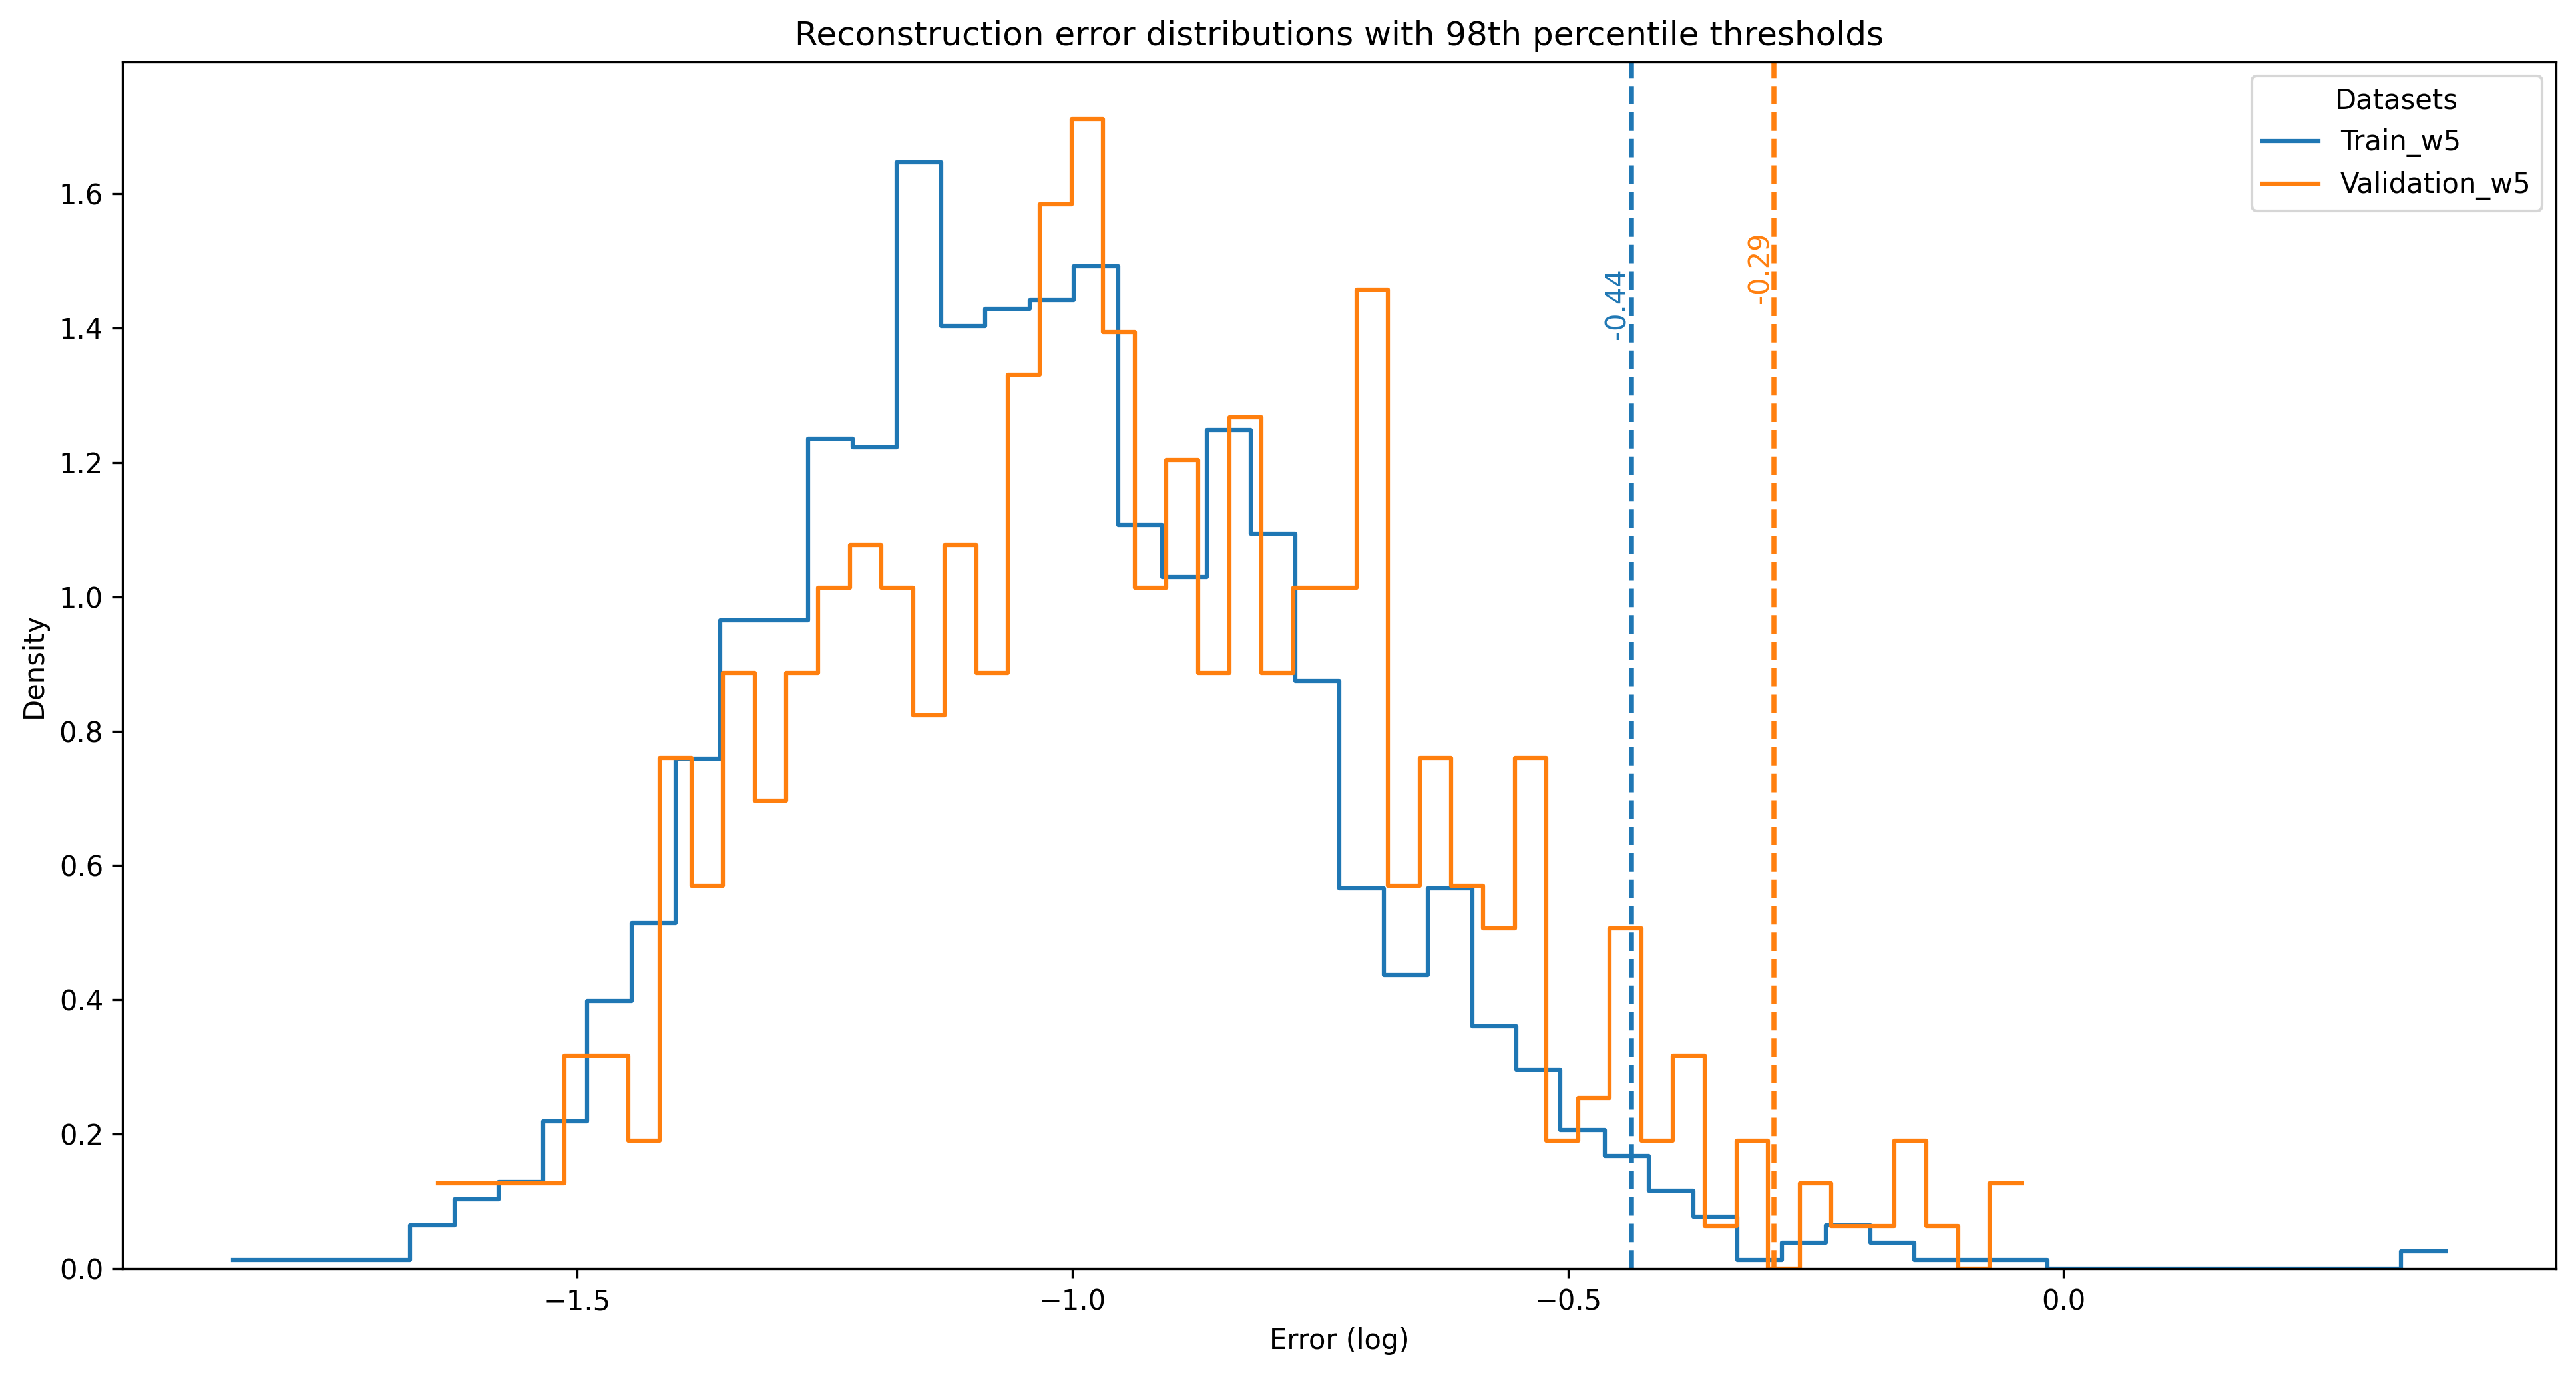 Reconstruction error distributions with 98th percentile thresholds
Datasets
Train_w5
Validation_w5
-0.44
-0.29
Density
1.6
1.4
1.2
1.0
0.8
0.6
0.4
0.2
0.0
−1.5
−1.0
−0.5
0.0
Error (log)